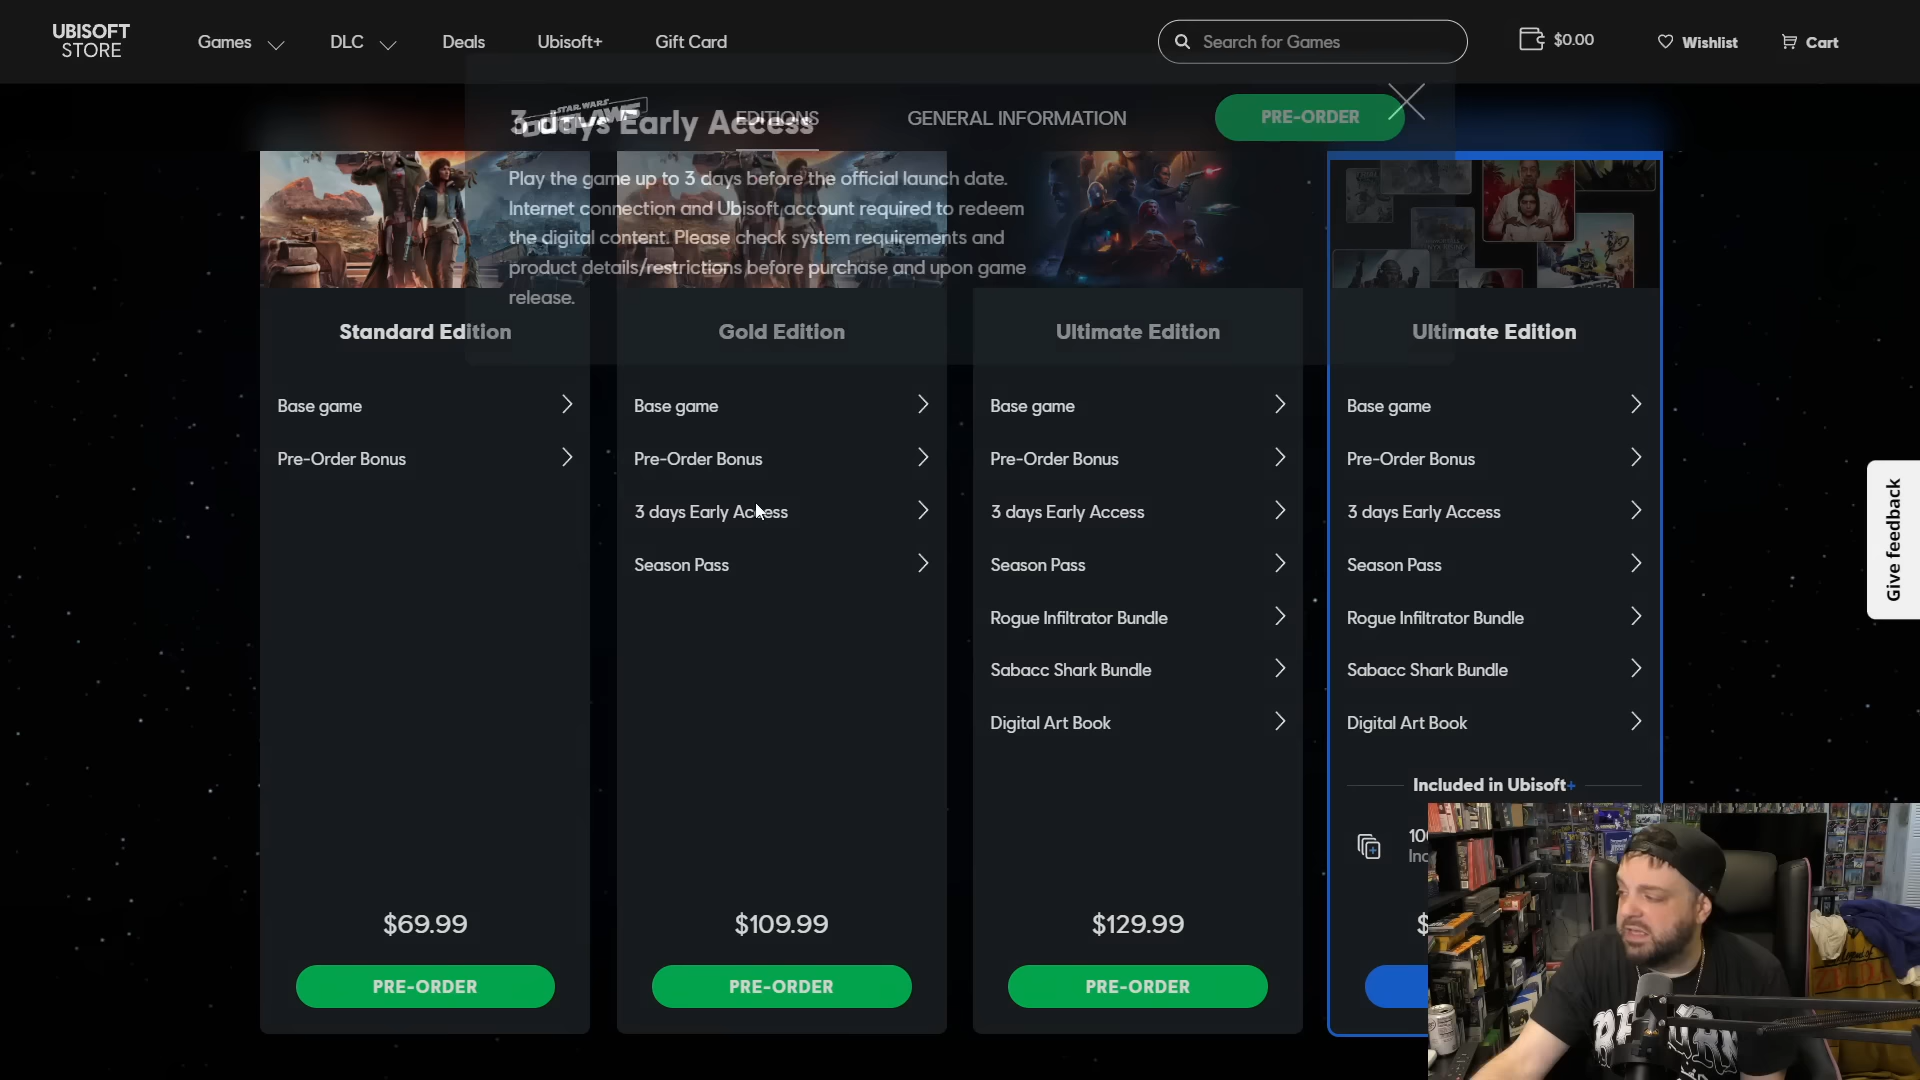 UBISOFT
STORE
Games
DLC
Deals
Ubisoft+
Gift Card
Search for Games
$0.00
Wishlist
Cart
STAR WARS
EDITIONS
GENERAL INFORMATION
PRE-ORDER
3 days Early Access
Play the game up to 3 days before the official launch date.
Internet connection and Ubisoft account required to redeem
the digital content. Please check system requirements and
product details/restrictions before purchase and upon game
release.
Standard Edition
Base game
Pre-Order Bonus
$69.99
PRE-ORDER
Gold Edition
Base game
Pre-Order Bonus
3 days Early Access
Season Pass
$109.99
PRE-ORDER
Ultimate Edition
Base game
Pre-Order Bonus
3 days Early Access
Season Pass
Rogue Infiltrator Bundle
Sabacc Shark Bundle
Digital Art Book
$129.99
PRE-ORDER
Ultimate Edition
Base game
Pre-Order Bonus
3 days Early Access
Season Pass
Rogue Infiltrator Bundle
Sabacc Shark Bundle
Digital Art Book
Included in Ubisoft+
$
Give feedback